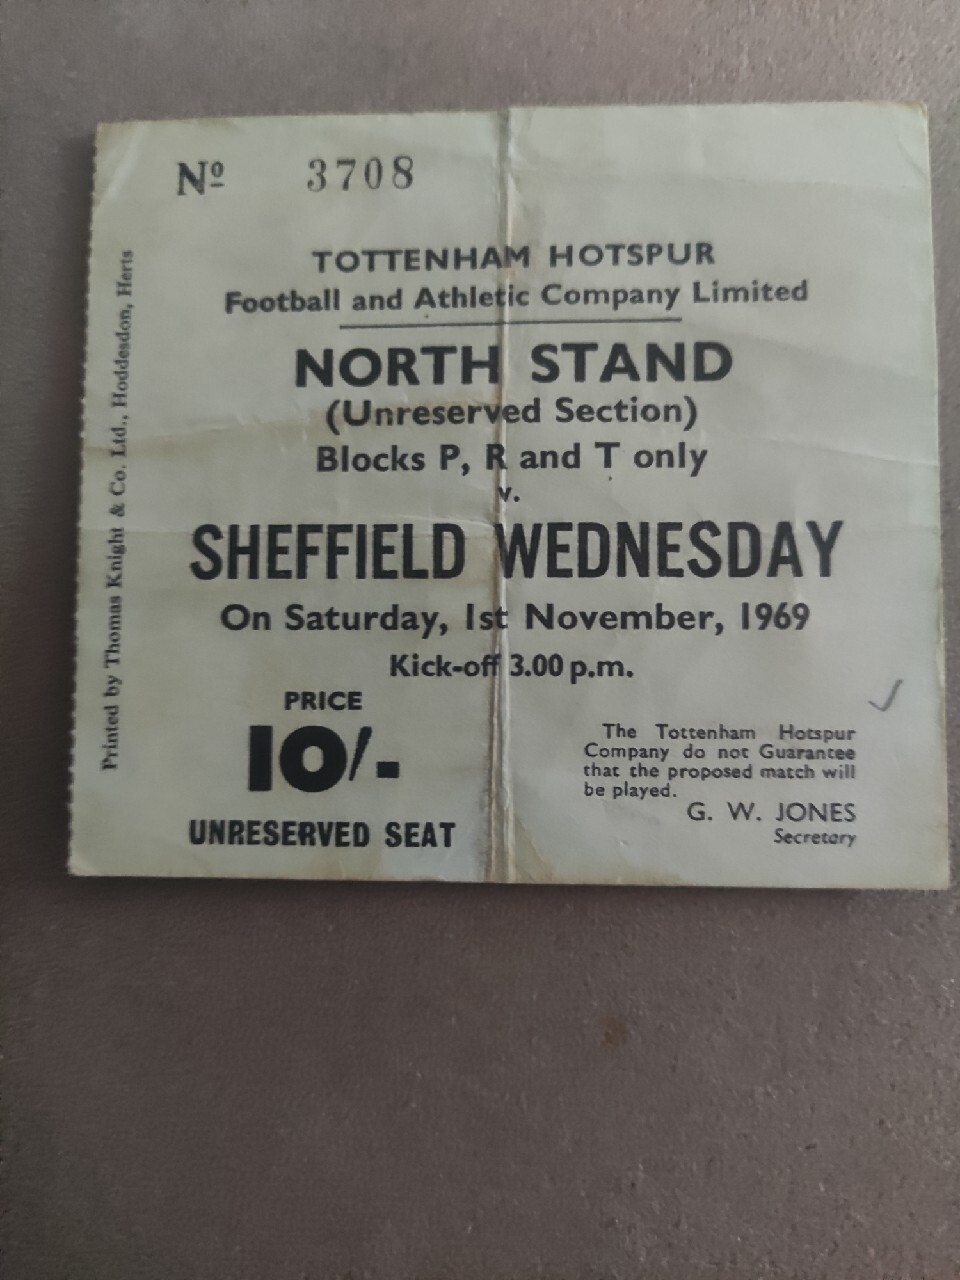 Nº 3708
TOTTENHAM HOTSPUR
Football and Athletic Company Limited
NORTH STAND
(Unreserved Section)
Blocks P, R and T only
v.
SHEFFIELD WEDNESDAY
On Saturday, 1st November, 1969
Kick-off 3.00 p.m.
PRICE
10/-
UNRESERVED SEAT
The Tottenham Hotspur
Company do not Guarantee
that the proposed match will
be played.
G. W. JONES
Secretary
Printed by Thomas Knight & Co. Ltd., Hoddesdon, Herts